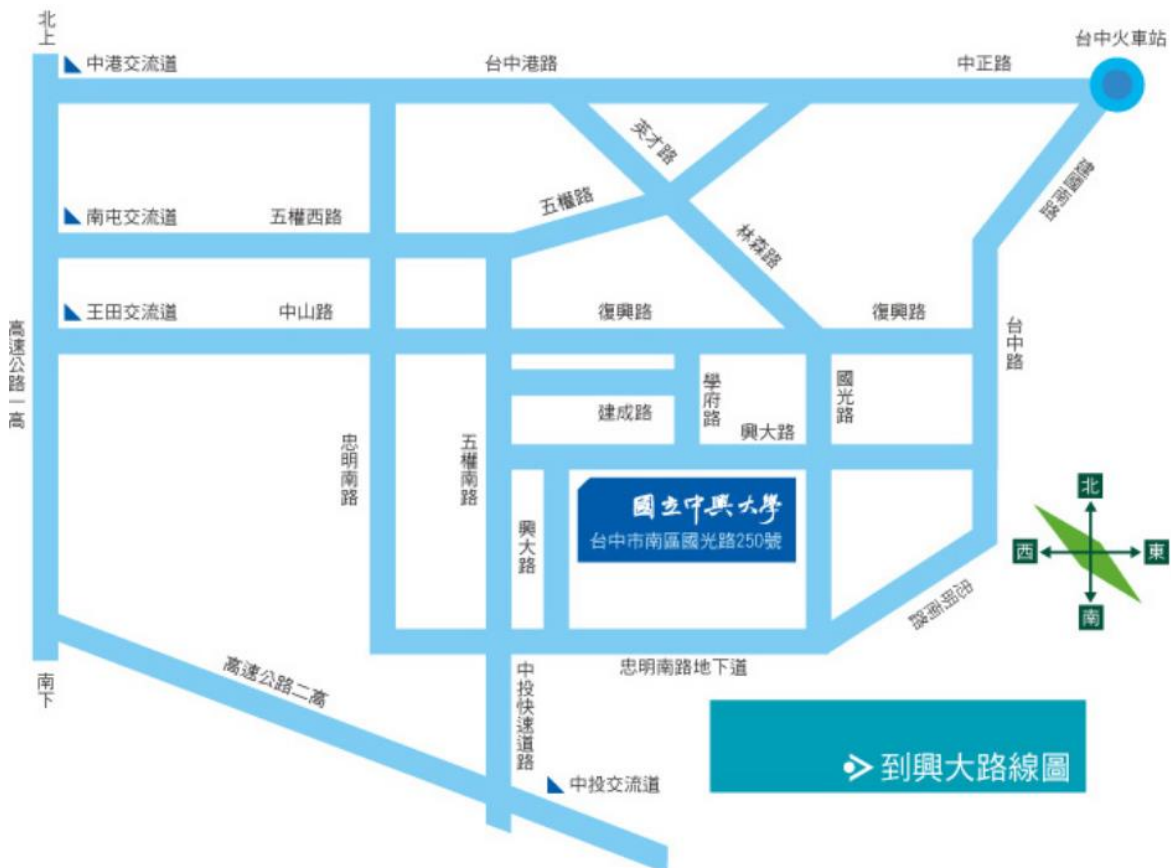 北上
中港交流道
台中港路
中正路
台中火車站
英才路
建國南路
南屯交流道
五權西路
五權路
林森路
王田交流道
中山路
復興路
復興路
台中路
高速公路一高
學府路
國光路
建成路
興大路
忠明南路
五權南路
國立中興大學
台中市南區國光路250號
興大路
北
西
東
南
忠明南路
忠明南路地下道
高速公路二高
南下
中投快速道路
中投交流道
到興大路線圖